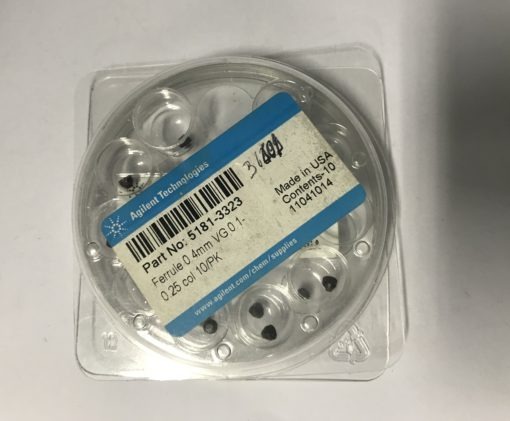 Agilent Technologies
Part No: 5181-3323
Ferrule 0.4mm VG 0.1-
0.25 col 10/PK
Made in USA
Contents-10
11041014
www.agilent.com/chem/supplies